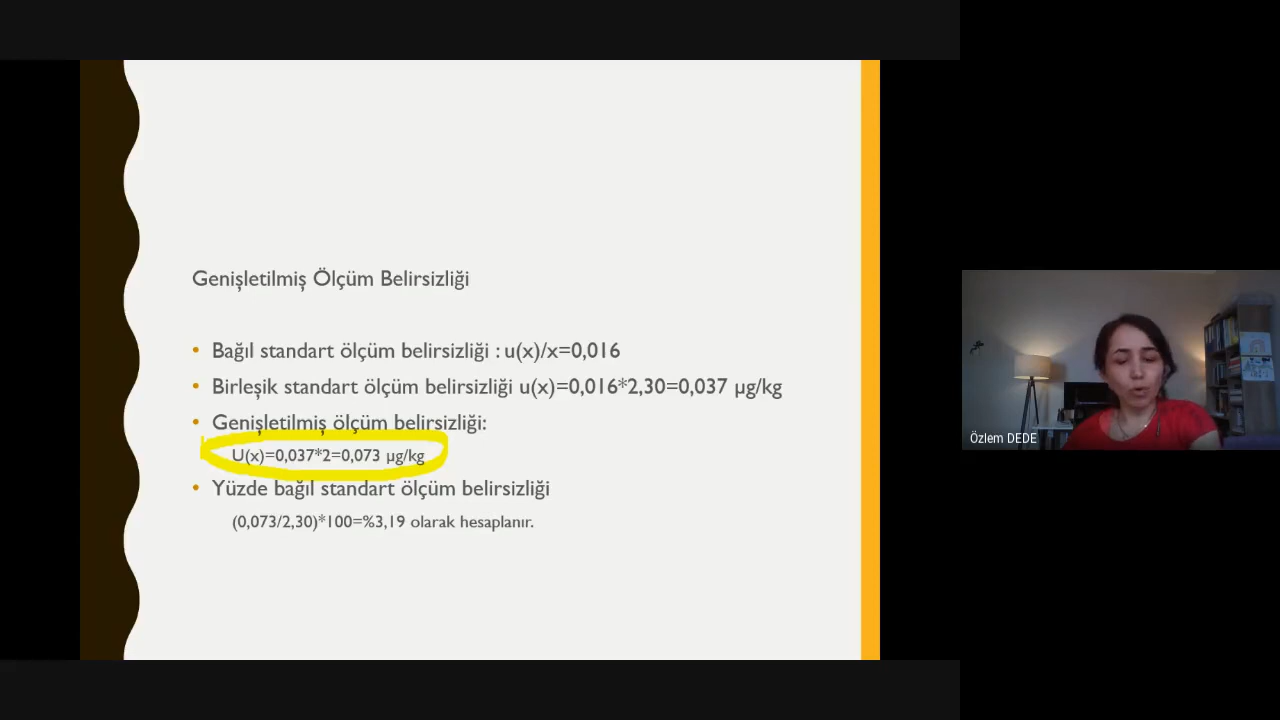 Genişletilmiş Ölçüm Belirsizliği
• Bağıl standart ölçüm belirsizliği : u(x)/x=0,016
• Birleşik standart ölçüm belirsizliği u(x)=0,016*2,30=0,037 µg/kg
• Genişletilmiş ölçüm belirsizliği:
U(x)=0,037*2=0,073 µg/kg
• Yüzde bağıl standart ölçüm belirsizliği
(0,073/2,30)*100=%3,19 olarak hesaplanır.
Özlem DEDE